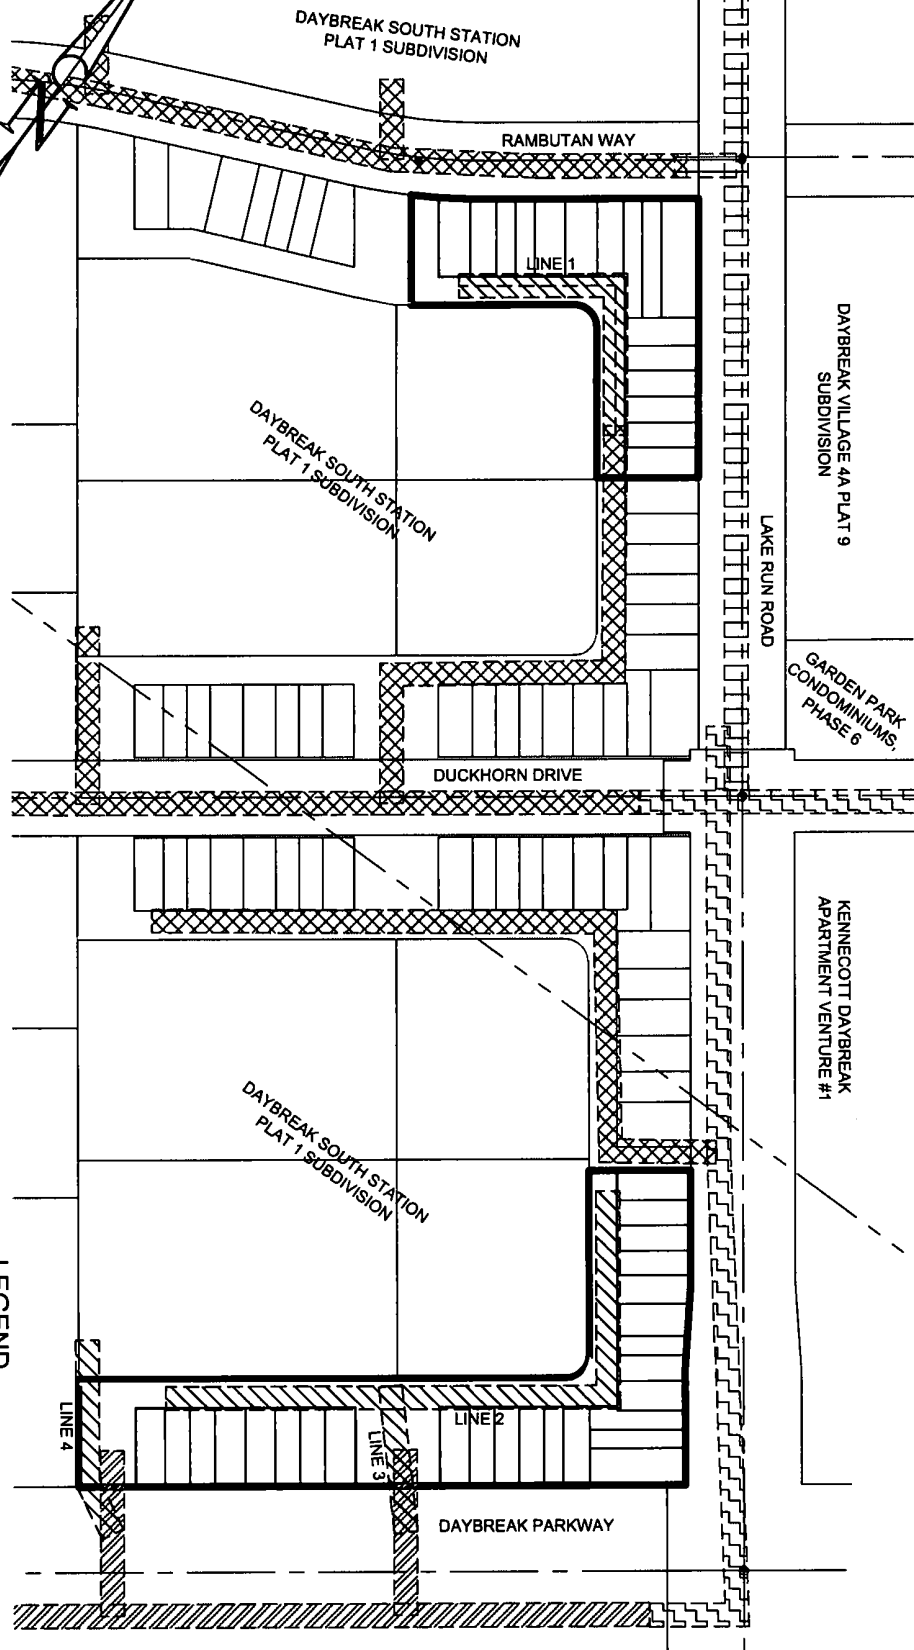 DAYBREAK SOUTH STATION
PLAT 1 SUBDIVISION
N
RAMBUTAN WAY
LINE 1
DAYBREAK VILLAGE 4A PLAT 9
SUBDIVISION
DAYBREAK SOUTH STATION
PLAT 1 SUBDIVISION
LAKE RUN ROAD
GARDEN PARK
CONDOMINIUMS,
PHASE 6
DUCKHORN DRIVE
KENNECOTT DAYBREAK
APARTMENT VENTURE #1
DAYBREAK SOUTH STATION
PLAT 1 SUBDIVISION
LEGEND
LINE 4
LINE 2
LINE 3
DAYBREAK PARKWAY